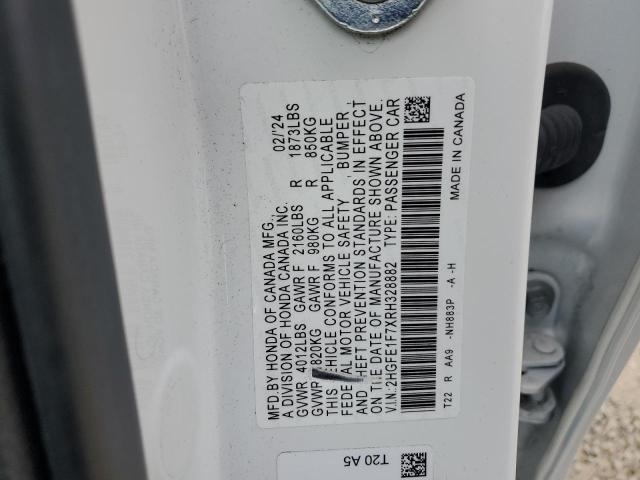 MFD.BY HONDA OF CANADA MFG., 02/'24
A DIVISION OF HONDA CANADA INC.
GVWR 4012LBS GAWR F 2160LBS R 1873LBS
GVWR 1820KG GAWR F 980KG R 850KG
THIS VEHICLE CONFORMS TO ALL APPLICABLE
FEDERAL MOTOR VEHICLE SAFETY, BUMPER,
AND THEFT PREVENTION STANDARDS IN EFFECT
ON THE DATE OF MANUFACTURE SHOWN ABOVE.
V.I.N.:2HGFE1F7XRH328882 TYPE: PASSENGER CAR
T22 R AA9 -NH883P -A -H MADE IN CANADA
T20 A5